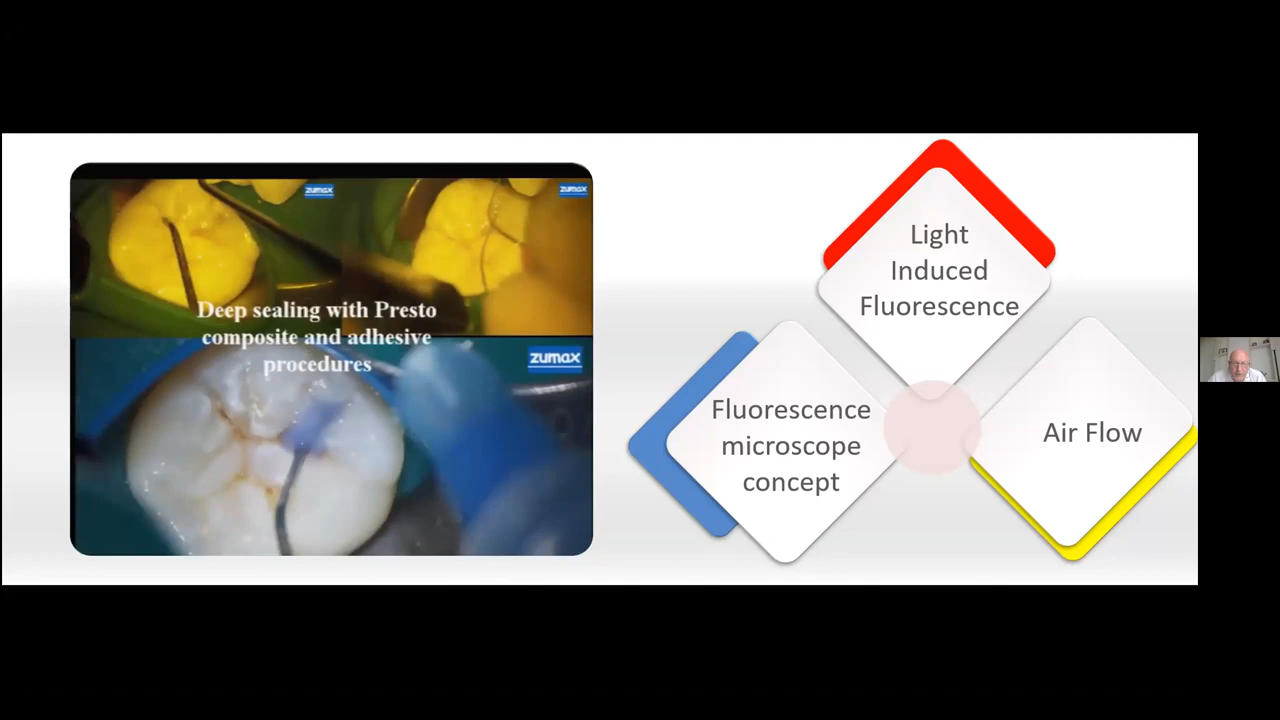 zumax
zumax
Deep sealing with Presto
composite and adhesive
procedures
zumax
Light
Induced
Fluorescence
Fluorescence
microscope
concept
Air Flow